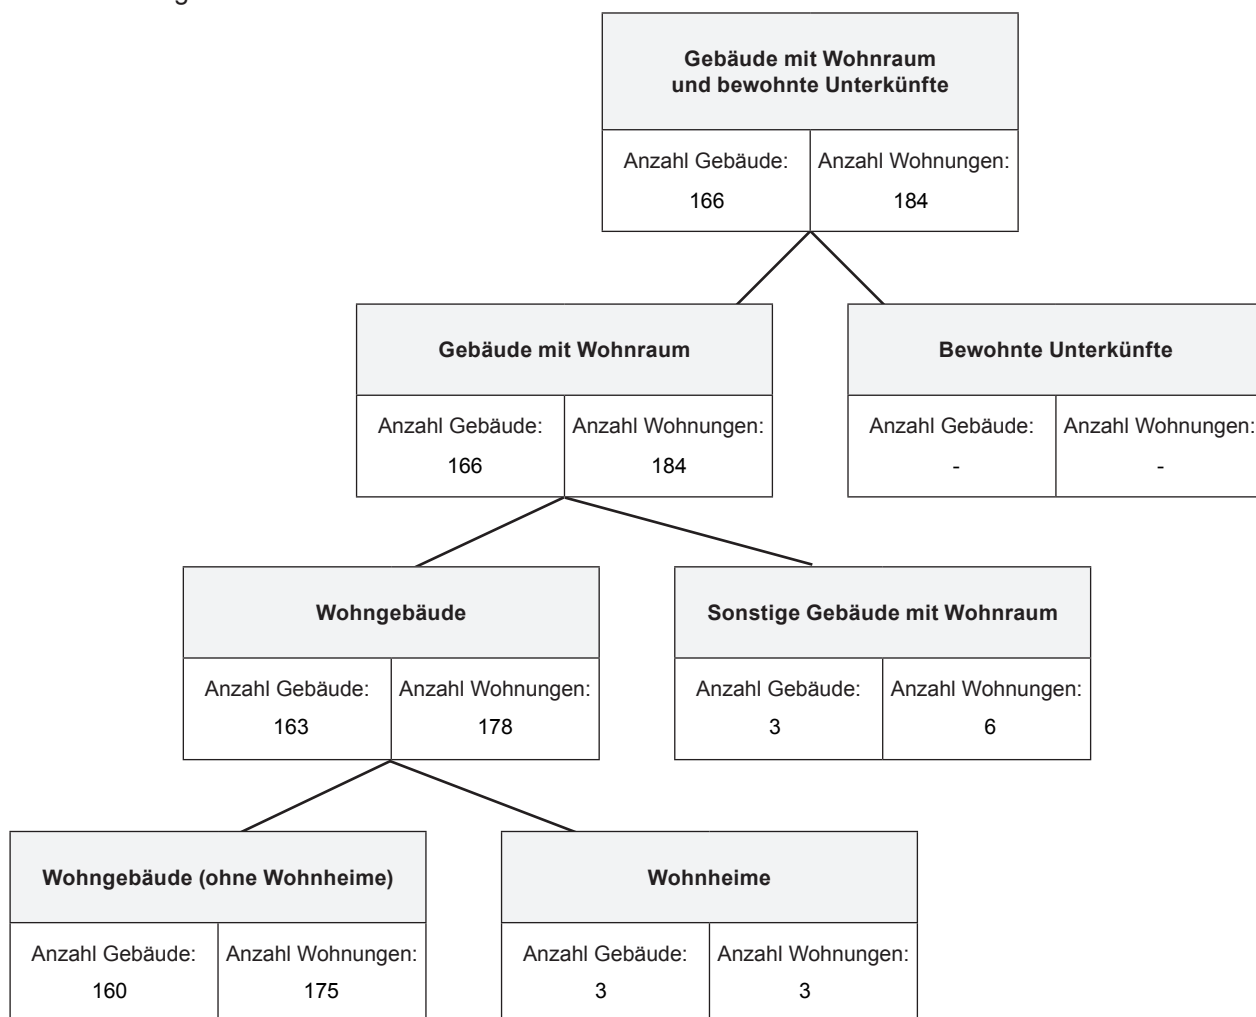 Gebäude mit Wohnraum
und bewohnte Unterkünfte
Anzahl Gebäude: Anzahl Wohnungen:
166 184
Gebäude mit Wohnraum
Anzahl Gebäude: Anzahl Wohnungen:
166 184
Bewohnte Unterkünfte
Anzahl Gebäude: Anzahl Wohnungen:
- -
Wohngebäude
Anzahl Gebäude: Anzahl Wohnungen:
163 178
Sonstige Gebäude mit Wohnraum
Anzahl Gebäude: Anzahl Wohnungen:
3 6
Wohngebäude (ohne Wohnheime)
Anzahl Gebäude: Anzahl Wohnungen:
160 175
Wohnheime
Anzahl Gebäude: Anzahl Wohnungen:
3 3